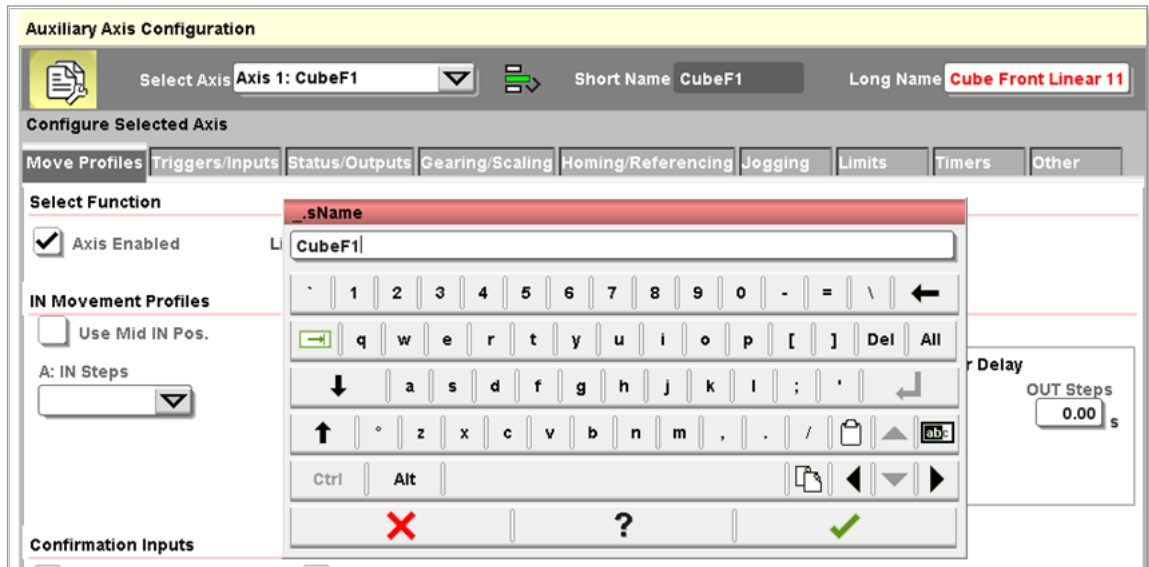 Auxiliary Axis Configuration
Select Axis Axis 1: CubeF1 Short Name CubeF1 Long Name Cube Front Linear 11
Configure Selected Axis
Move Profiles Triggers/Inputs Status/Outputs Gearing/Scaling Homing/Referencing Jogging Limits Timers Other
Select Function
Axis Enabled Li
_.sName
CubeF1
` 1 2 3 4 5 6 7 8 9 0 - = \
q w e r t y u i o p [ ] Del All
a s d f g h j k l ; '
° z x c v b n m , . / abc
Ctrl Alt
?
IN Movement Profiles
Use Mid IN Pos.
A: IN Steps
r Delay
OUT Steps
0.00 s
Confirmation Inputs